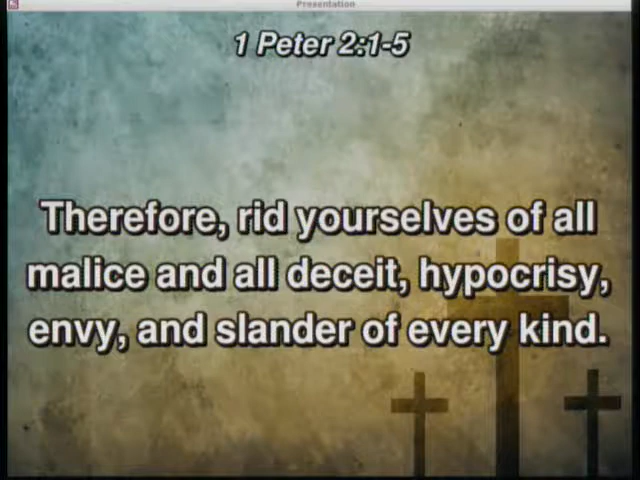 Presentation
1 Peter 2:1-5
Therefore, rid yourselves of all
malice and all deceit, hypocrisy,
envy, and slander of every kind.